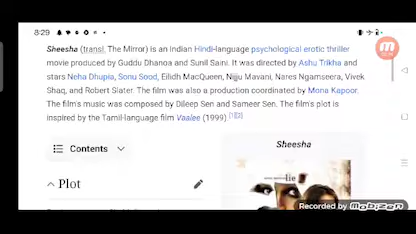 8:29
Sheesha (transl. The Mirror) is an Indian Hindi-language psychological erotic thriller
movie produced by Guddu Dhanoa and Sunil Saini. It was directed by Ashu Trikha and
stars Neha Dhupia, Sonu Sood, Eilidh MacQueen, Nijju Mavani, Nares Ngamseera, Vivek
Shaq, and Robert Slater. The film was also a production coordinated by Mona Kapoor.
The film's music was composed by Dileep Sen and Sameer Sen. The film's plot is
inspired by the Tamil-language film Vaalee (1999).[1][2]
Contents
Sheesha
Plot
lie
Recorded by MOBIZEN